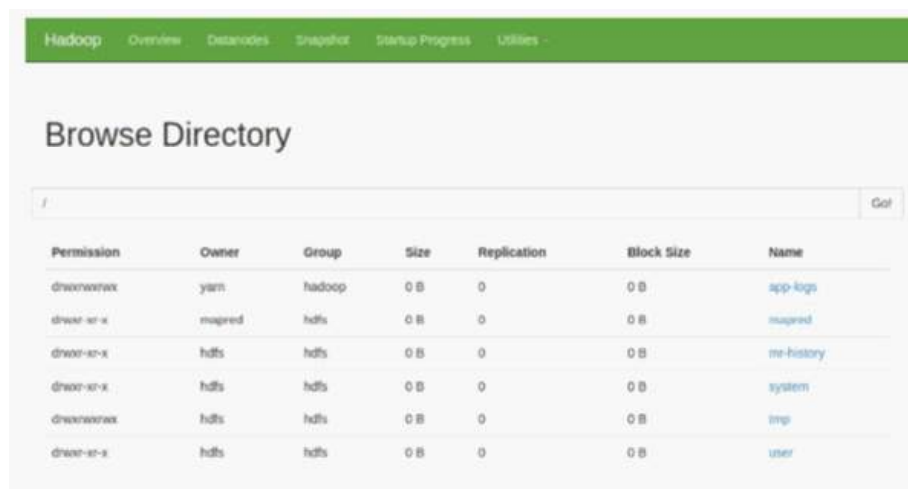 Hadoop Overview Datanodes Snapshot Startup Progress Utilities
Browse Directory
/ Go!
Permission Owner Group Size Replication Block Size Name
drwxrwxrwx yarn hadoop 0 B 0 0 B app-logs
drwxr-xr-x mapred hdfs 0 B 0 0 B mapred
drwxr-xr-x hdfs hdfs 0 B 0 0 B mr-history
drwxr-xr-x hdfs hdfs 0 B 0 0 B system
drwxrwxrwx hdfs hdfs 0 B 0 0 B tmp
drwxr-xr-x hdfs hdfs 0 B 0 0 B user